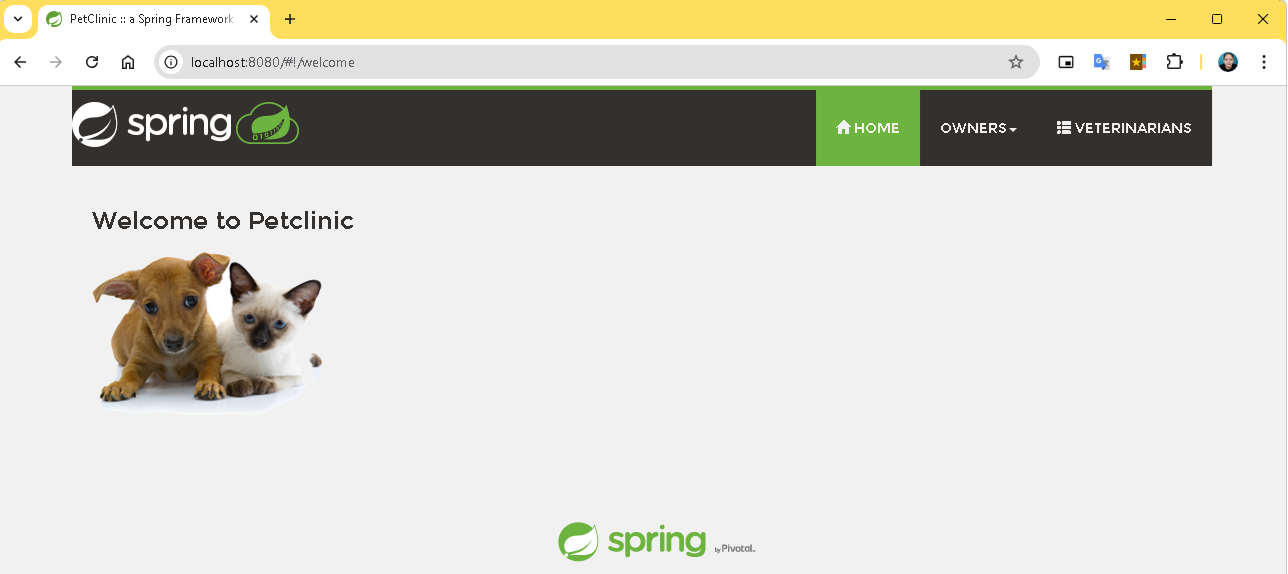 PetClinic :: a Spring Framework
localhost:8080/#!/welcome
spring
HOME
OWNERS
VETERINARIANS
Welcome to Petclinic
spring by Pivotal.